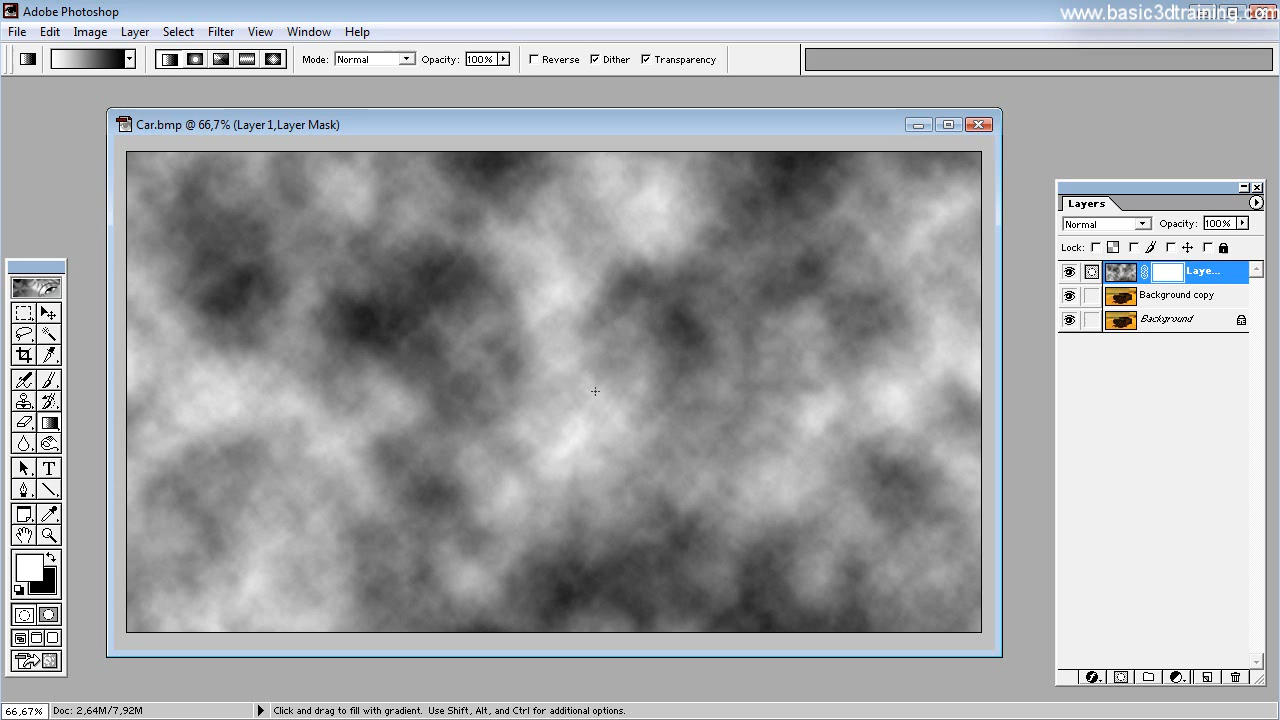 Adobe Photoshop
www.basic3dtraining.com
File Edit Image Layer Select Filter View Window Help
Mode: Normal Opacity: 100% Reverse Dither Transparency
Car.bmp @ 66,7% (Layer 1,Layer Mask)
Layers
Normal Opacity: 100%
Lock:
Laye...
Background copy
Background
T
66,67% Doc: 2,64M/7,92M Click and drag to fill with gradient. Use Shift, Alt, and Ctrl for additional options.